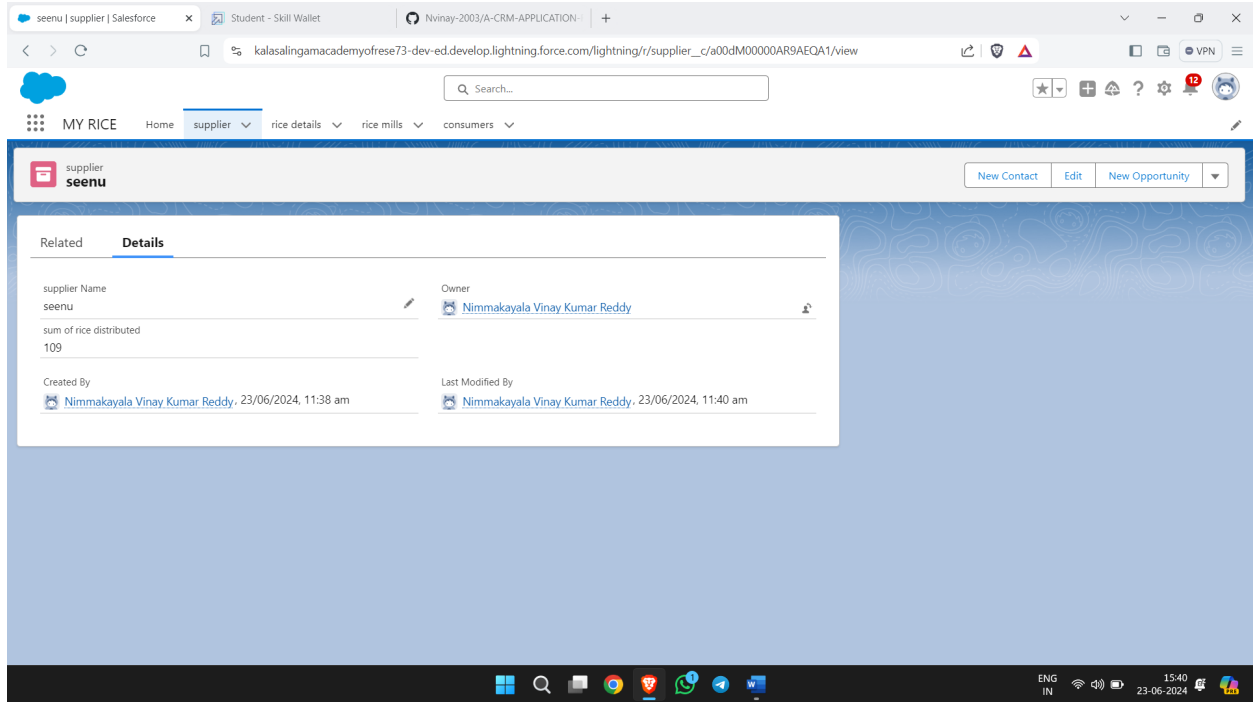 seenu | supplier | Salesforce
Student - Skill Wallet
Nvinay-2003/A-CRM-APPLICATION-
kalasalingamacademyofrese73-dev-ed.develop.lightning.force.com/lightning/r/supplier__c/a00dM00000AR9AEQA1/view
VPN
Search...
12
MY RICE Home supplier rice details rice mills consumers
supplier
seenu
New Contact Edit New Opportunity
Related Details
supplier Name
seenu
Owner
Nimmakayala Vinay Kumar Reddy
sum of rice distributed
109
Created By
Nimmakayala Vinay Kumar Reddy, 23/06/2024, 11:38 am
Last Modified By
Nimmakayala Vinay Kumar Reddy, 23/06/2024, 11:40 am
1
W
ENG
IN
15:40
23-06-2024
PRE